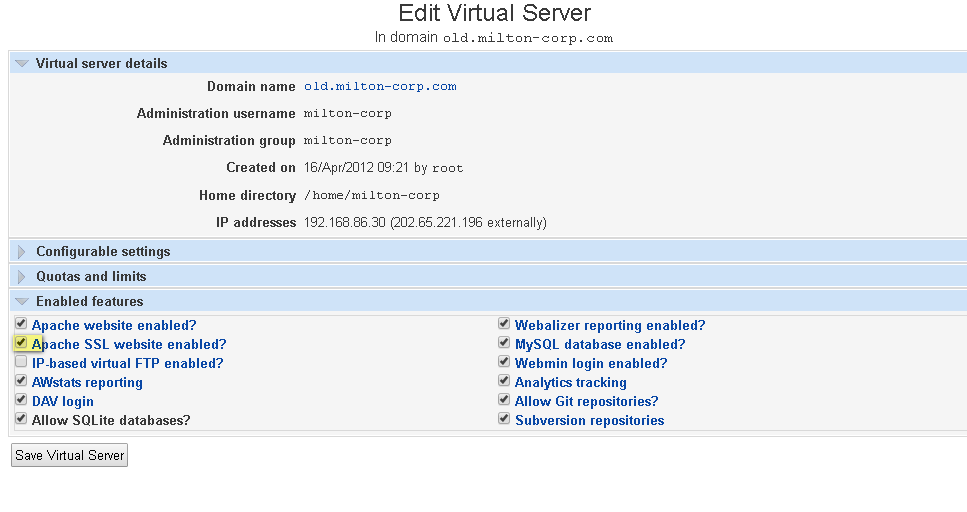 Edit Virtual Server
In domain old.milton-corp.com
Virtual server details
Domain name old.milton-corp.com
Administration username milton-corp
Administration group milton-corp
Created on 16/Apr/2012 09:21 by root
Home directory /home/milton-corp
IP addresses 192.168.86.30 (202.65.221.196 externally)
Configurable settings
Quotas and limits
Enabled features
Apache website enabled? Webalizer reporting enabled?
Apache SSL website enabled? MySQL database enabled?
IP-based virtual FTP enabled? Webmin login enabled?
AWstats reporting Analytics tracking
DAV login Allow Git repositories?
Allow SQLite databases? Subversion repositories
Save Virtual Server